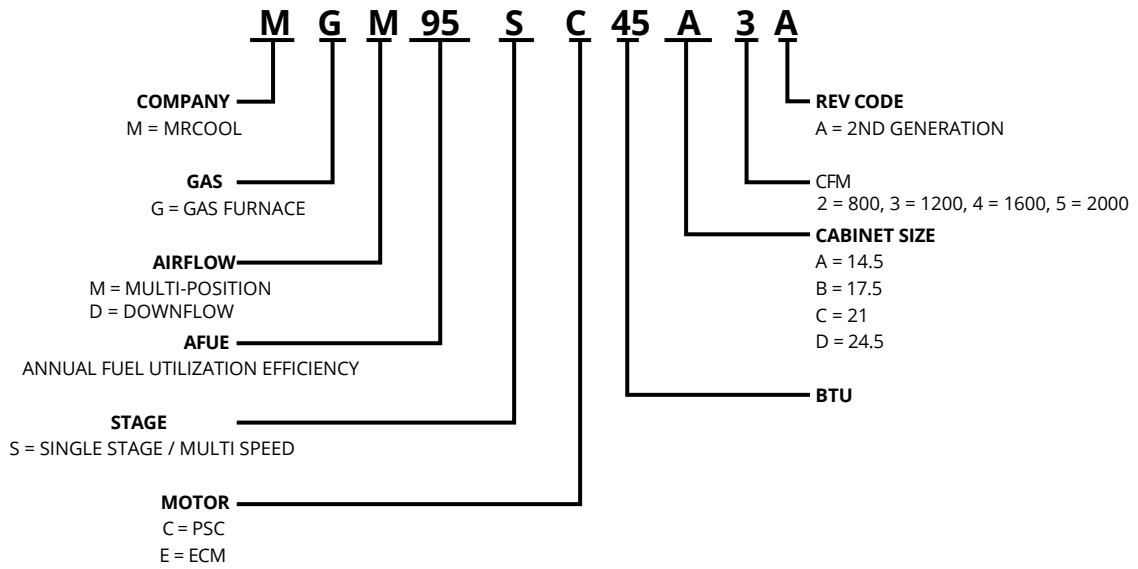 M G M 95 S C 45 A 3 A
COMPANY
M = MRCOOL
GAS
G = GAS FURNACE
AIRFLOW
M = MULTI-POSITION
D = DOWNFLOW
AFUE
ANNUAL FUEL UTILIZATION EFFICIENCY
STAGE
S = SINGLE STAGE / MULTI SPEED
MOTOR
C = PSC
E = ECM
REV CODE
A = 2ND GENERATION
CFM
2 = 800, 3 = 1200, 4 = 1600, 5 = 2000
CABINET SIZE
A = 14.5
B = 17.5
C = 21
D = 24.5
BTU